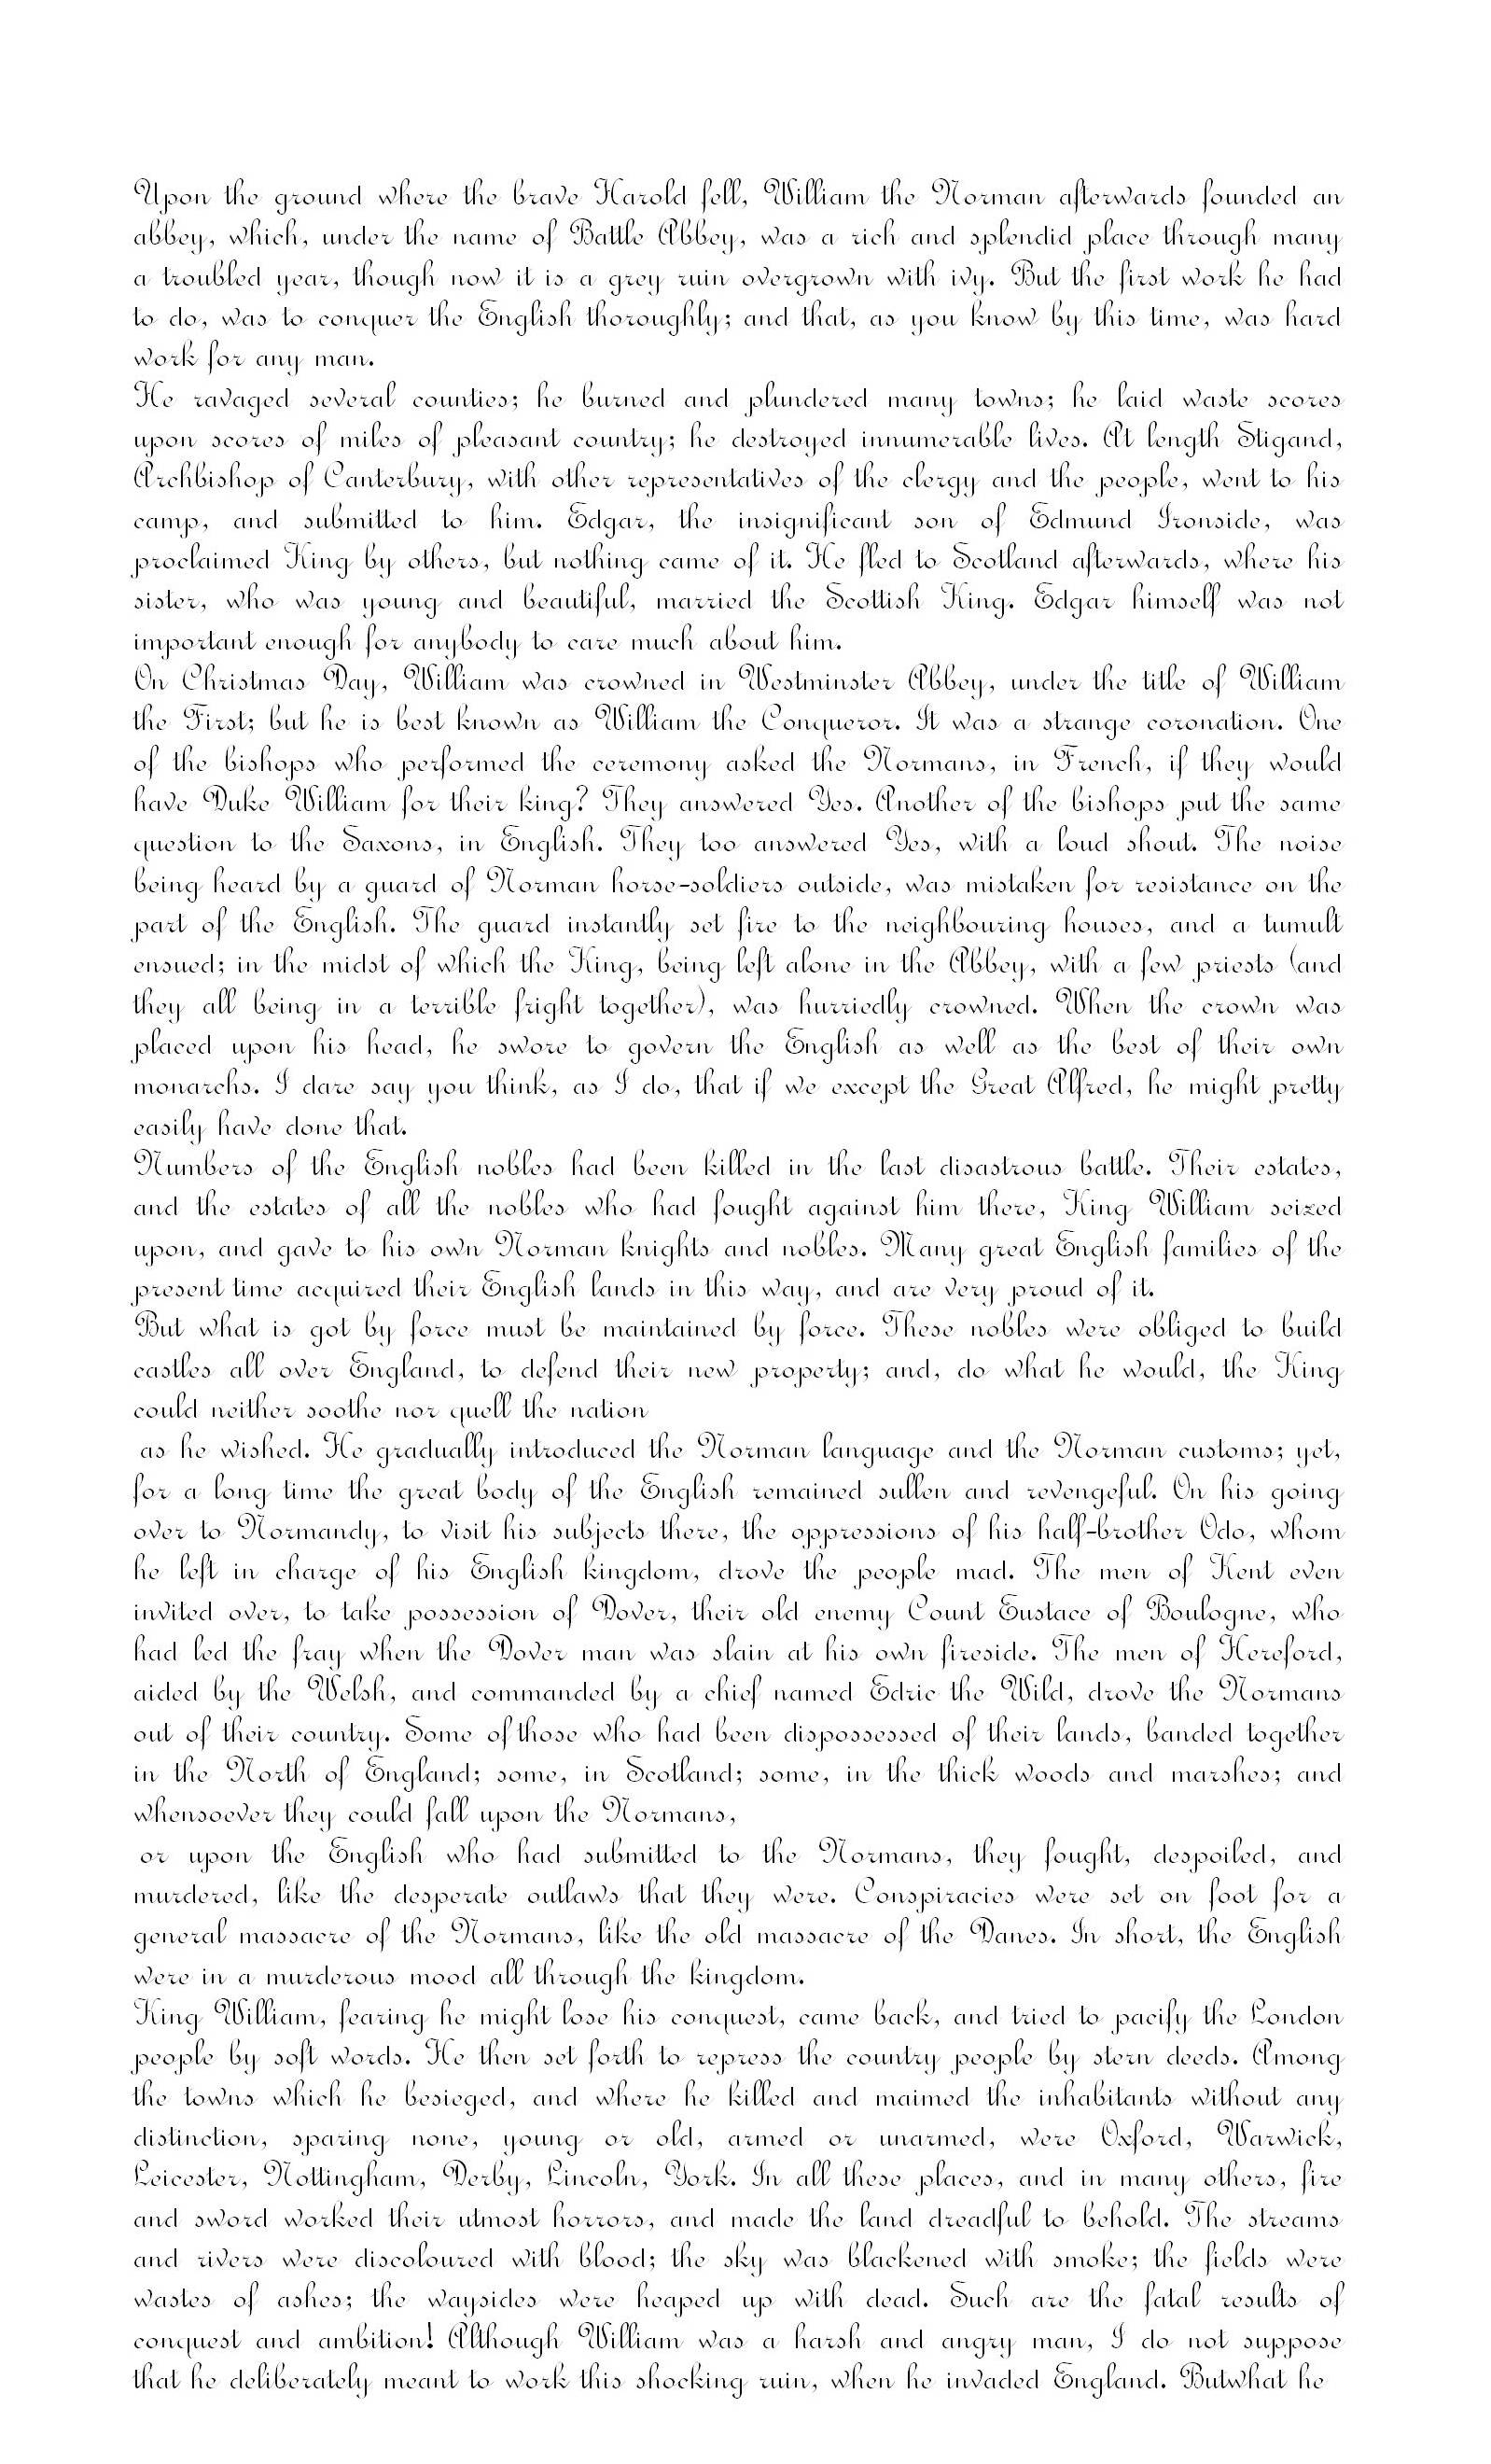 Upon the ground where the brave Harold fell, William the Norman afterwards founded an
abbey, which, under the name of Battle Abbey, was a rich and splendid place through many
a troubled year, though now it is a grey ruin overgrown with ivy. But the first work he had
to do, was to conquer the English thoroughly; and that, as you know by this time, was hard
work for any man.
He ravaged several counties; he burned and plundered many towns; he laid waste scores
upon scores of miles of pleasant country; he destroyed innumerable lives. At length Stigand,
Archbishop of Canterbury, with other representatives of the clergy and the people, went to his
camp, and submitted to him. Edgar, the insignificant son of Edmund Ironside, was
proclaimed King by others, but nothing came of it. He fled to Scotland afterwards, where his
sister, who was young and beautiful, married the Scottish King. Edgar himself was not
important enough for anybody to care much about him.
On Christmas Day, William was crowned in Westminster Abbey, under the title of William
the First; but he is best known as William the Conqueror. It was a strange coronation. One
of the bishops who performed the ceremony asked the Normans, in French, if they would
have Duke William for their king? They answered Yes. Another of the bishops put the same
question to the Saxons, in English. They too answered Yes, with a loud shout. The noise
being heard by a guard of Norman horse-soldiers outside, was mistaken for resistance on the
part of the English. The guard instantly set fire to the neighbouring houses, and a tumult
ensued; in the midst of which the King, being left alone in the Abbey, with a few priests (and
they all being in a terrible fright together), was hurriedly crowned. When the crown was
placed upon his head, he swore to govern the English as well as the best of their own
monarchs. I dare say you think, as I do, that if we except the Great Alfred, he might pretty
easily have done that.
Numbers of the English nobles had been killed in the last disastrous battle. Their estates,
and the estates of all the nobles who had fought against him there, King William seized
upon, and gave to his own Norman knights and nobles. Many great English families of the
present time acquired their English lands in this way, and are very proud of it.
But what is got by force must be maintained by force. These nobles were obliged to build
castles all over England, to defend their new property; and, do what he would, the King
could neither soothe nor quell the nation
as he wished. He gradually introduced the Norman language and the Norman customs; yet,
for a long time the great body of the English remained sullen and revengeful. On his going
over to Normandy, to visit his subjects there, the oppressions of his half-brother Odo, whom
he left in charge of his English kingdom, drove the people mad. The men of Kent even
invited over, to take possession of Dover, their old enemy Count Eustace of Boulogne, who
had led the fray when the Dover man was slain at his own fireside. The men of Hereford,
aided by the Welsh, and commanded by a chief named Edric the Wild, drove the Normans
out of their country. Some of those who had been dispossessed of their lands, banded together
in the North of England; some, in Scotland; some, in the thick woods and marshes; and
whensoever they could fall upon the Normans,
or upon the English who had submitted to the Normans, they fought, despoiled, and
murdered, like the desperate outlaws that they were. Conspiracies were set on foot for a
general massacre of the Normans, like the old massacre of the Danes. In short, the English
were in a murderous mood all through the kingdom.
King William, fearing he might lose his conquest, came back, and tried to pacify the London
people by soft words. He then set forth to repress the country people by stern deeds. Among
the towns which he besieged, and where he killed and maimed the inhabitants without any
distinction, sparing none, young or old, armed or unarmed, were Oxford, Warwick,
Leicester, Nottingham, Derby, Lincoln, York. In all these places, and in many others, fire
and sword worked their utmost horrors, and made the land dreadful to behold. The streams
and rivers were discoloured with blood; the sky was blackened with smoke; the fields were
wastes of ashes; the waysides were heaped up with dead. Such are the fatal results of
conquest and ambition! Although William was a harsh and angry man, I do not suppose
that he deliberately meant to work this shocking ruin, when he invaded England. Butwhat he